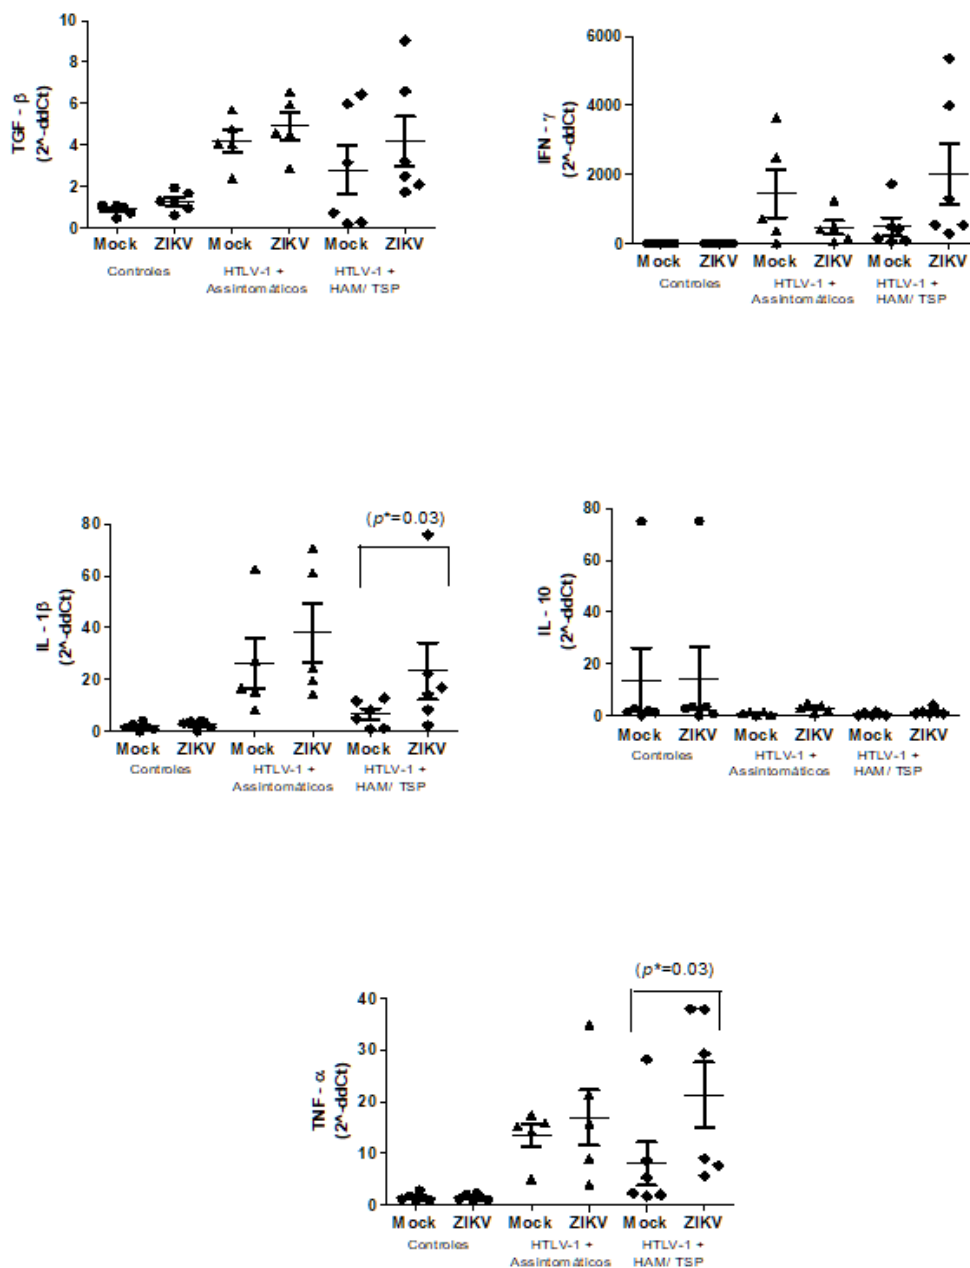 TGF - β
(2^-ddCt)
10
8
6
4
2
0
Mock ZIKV Mock ZIKV Mock ZIKV
Controles HTLV-1 + HTLV-1 +
Assintomáticos HAM/ TSP
IFN - γ
(2^-ddCt)
6000
4000
2000
0
Mock ZIKV Mock ZIKV Mock ZIKV
Controles HTLV-1 + HTLV-1 +
Assintomáticos HAM/ TSP
(p*=0.03)
IL - 1β
(2^-ddCt)
80
60
40
20
0
Mock ZIKV Mock ZIKV Mock ZIKV
Controles HTLV-1 + HTLV-1 +
Assintomáticos HAM/ TSP
IL - 10
(2^-ddCt)
80
60
40
20
0
Mock ZIKV Mock ZIKV Mock ZIKV
Controles HTLV-1 + HTLV-1 +
Assintomáticos HAM/ TSP
(p*=0.03)
TNF - α
(2^-ddCt)
40
30
20
10
0
Mock ZIKV Mock ZIKV Mock ZIKV
Controles HTLV-1 + HTLV-1 +
Assintomáticos HAM/ TSP